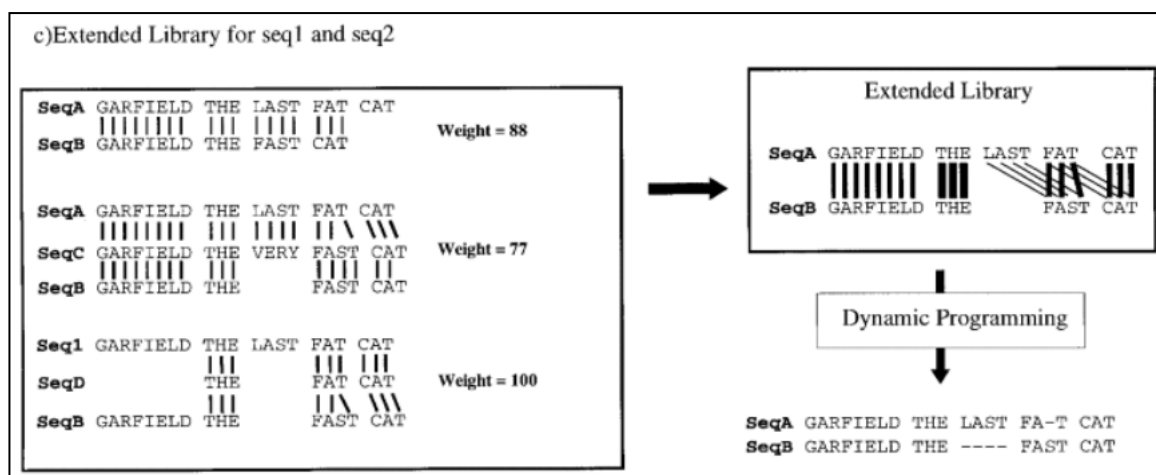 c)Extended Library for seq1 and seq2
SeqA GARFIELD THE LAST FAT CAT
Weight = 88
SeqB GARFIELD THE FAST CAT
SeqA GARFIELD THE LAST FAT CAT
SeqC GARFIELD THE VERY FAST CAT
Weight = 77
SeqB GARFIELD THE FAST CAT
Seq1 GARFIELD THE LAST FAT CAT
SeqD THE FAT CAT
Weight = 100
SeqB GARFIELD THE FAST CAT
Extended Library
SeqA GARFIELD THE LAST FAT CAT
SeqB GARFIELD THE FAST CAT
Dynamic Programming
SeqA GARFIELD THE LAST FA-T CAT
SeqB GARFIELD THE ---- FAST CAT